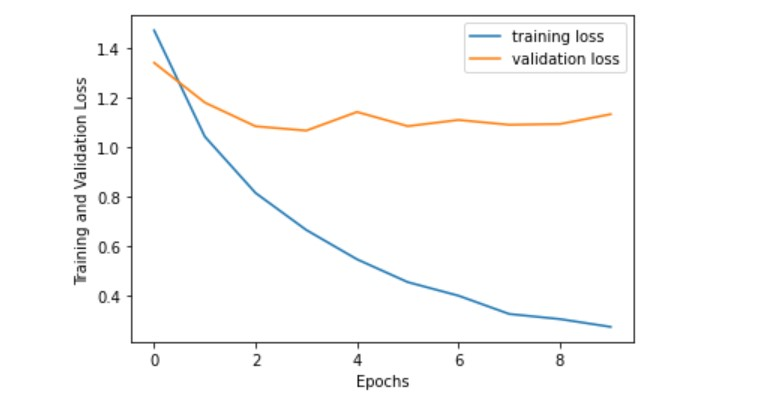 training loss
validation loss
1.4
1.2
1.0
0.8
0.6
0.4
Training and Validation Loss
0 2 4 6 8
Epochs